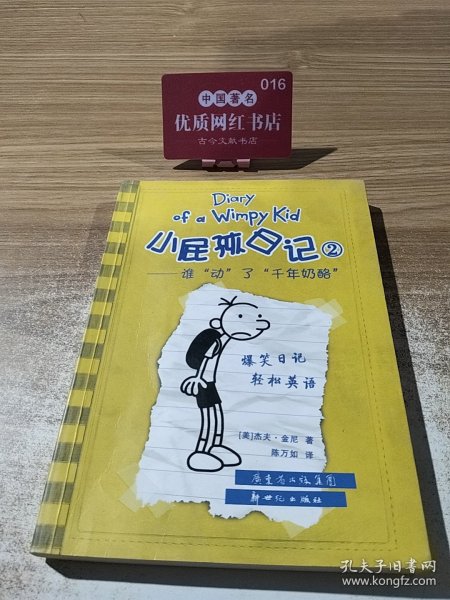 016
中国著名
优质网红书店
古今文献书店
Diary
of a Wimpy Kid
小屁孩日记②
——谁“动”了“千年奶酪”
爆笑日记
轻松英语
[美]杰夫·金尼 著
陈万如 译
广东省出版集团
新世纪出版社
孔夫子旧书网
www.kongfz.com